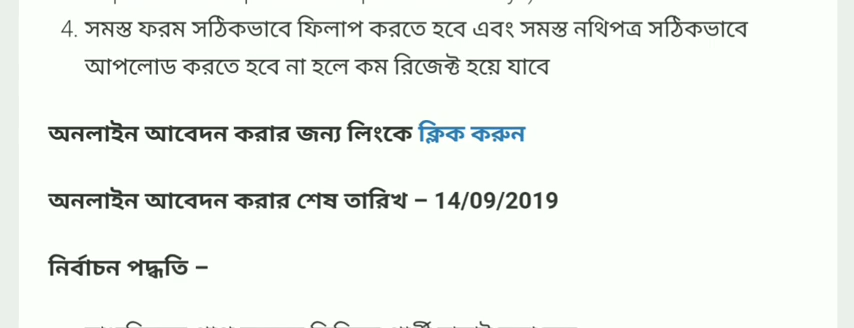 4. সমস্ত ফরম সঠিকভাবে ফিলাপ করতে হবে এবং সমস্ত নথিপত্র সঠিকভাবে
আপলোড করতে হবে না হলে কম রিজেক্ট হয়ে যাবে
অনলাইন আবেদন করার জন্য লিংকে ক্লিক করুন
অনলাইন আবেদন করার শেষ তারিখ – 14/09/2019
নির্বাচন পদ্ধতি –